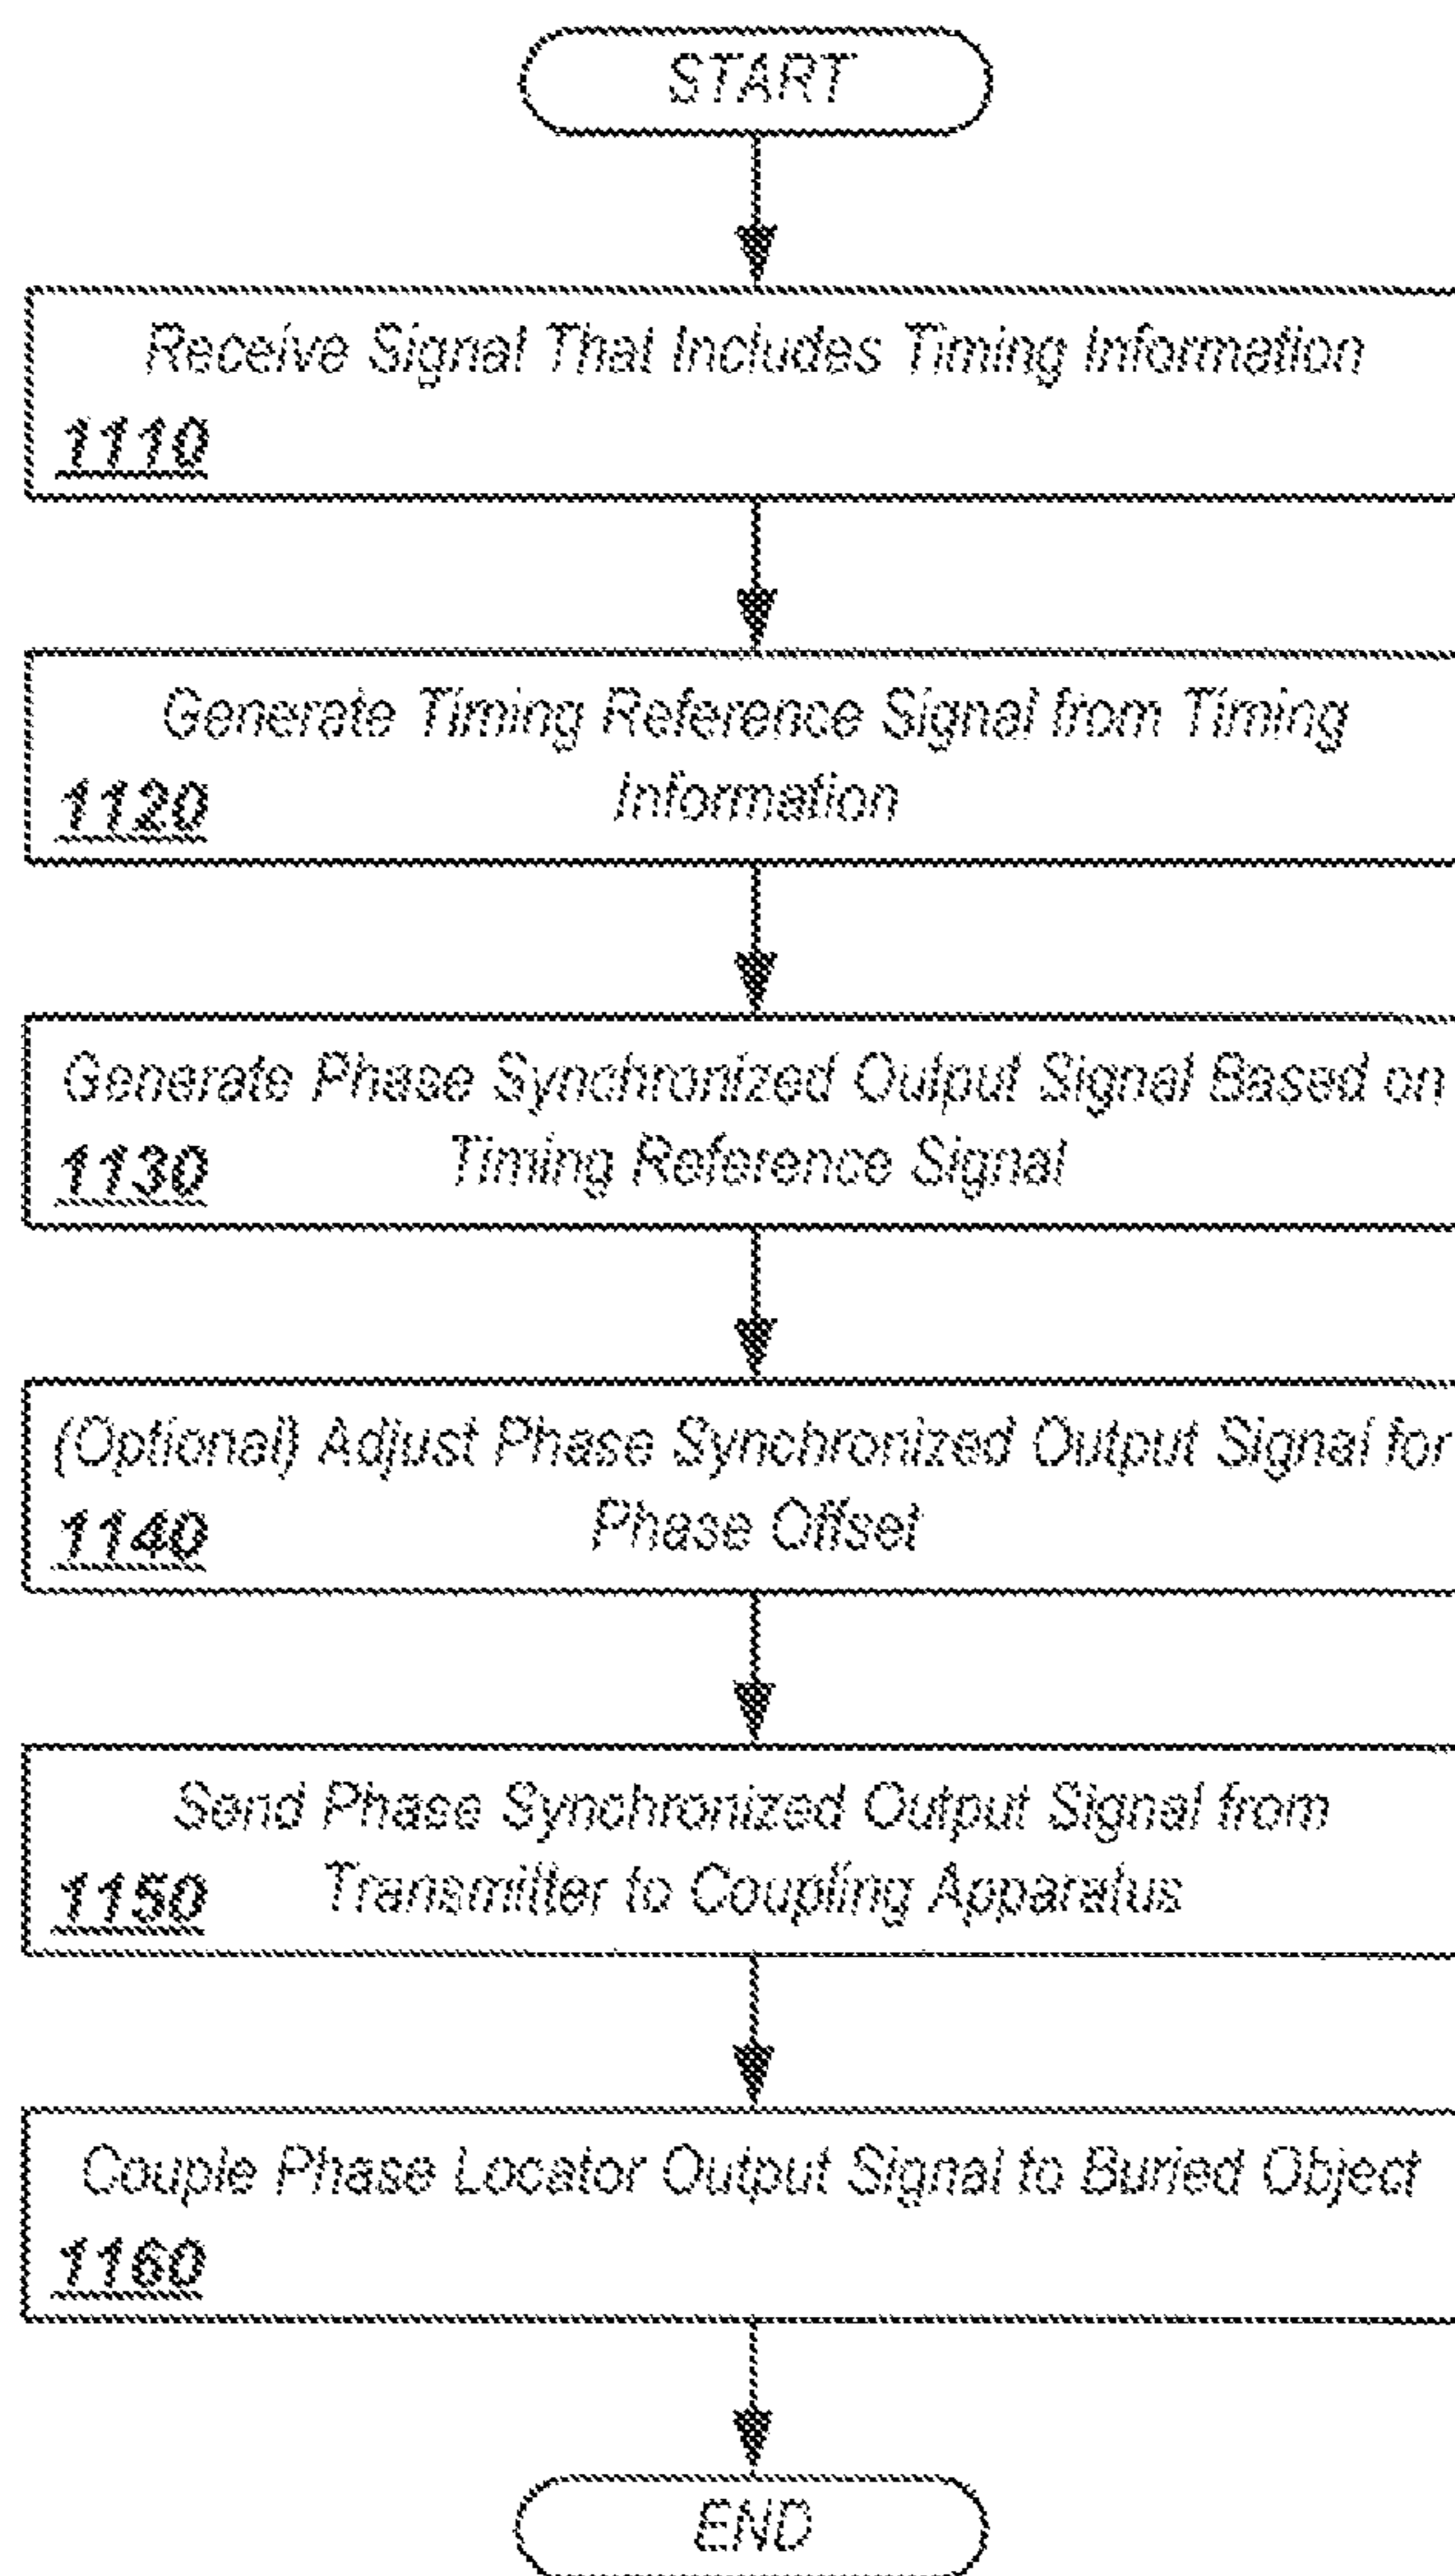 START
Receive Signal That Includes Timing Information
1110
Generate Timing Reference Signal from Timing
Information
1120
Generate Phase Synchronized Output Signal Based on
Timing Reference Signal
1130
(Optional) Adjust Phase Synchronized Output Signal for
Phase Offset
1140
Send Phase Synchronized Output Signal from
Transmitter to Coupling Apparatus
1150
Couple Phase Locator Output Signal to Buried Object
1160
END